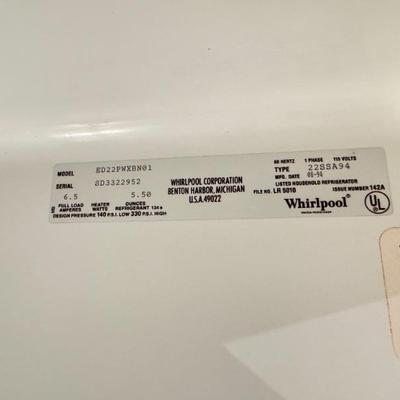 MODEL ED22PWXBN01
SERIAL SD3322952
6.5 5.50
FULL LOAD AMPERES HEATER WATTS OUNCES REFRIGERANT 134a
DESIGN PRESSURE 140 P.S.I. LOW 330 P.S.I. HIGH
WHIRLPOOL CORPORATION
BENTON HARBOR, MICHIGAN
U.S.A. 49022
60 HERTZ 1 PHASE 115 VOLTS
TYPE 22SSA94
MFG. DATE 08-94
LISTED HOUSEHOLD REFRIGERATOR
FILE NO. LR 5010 ISSUE NUMBER 142A
Whirlpool
UL